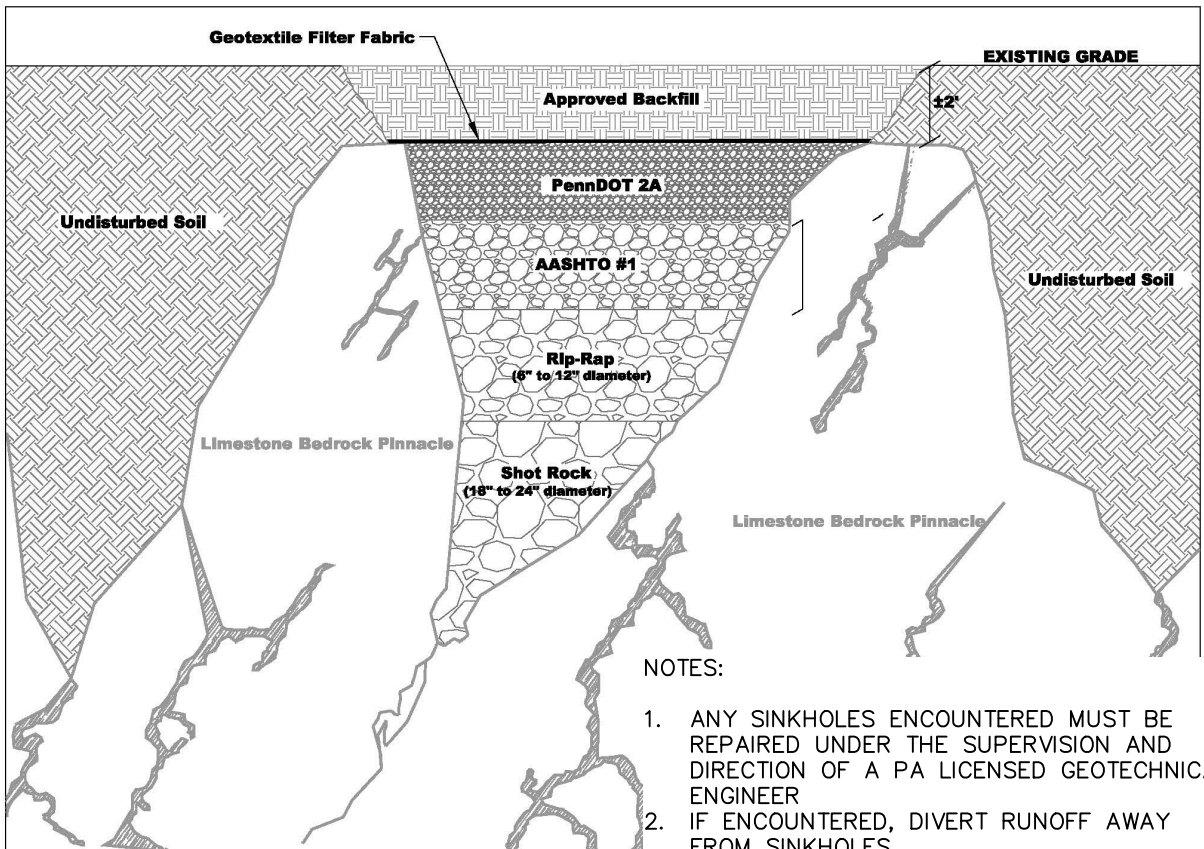 Geotextile Filter Fabric
EXISTING GRADE
Approved Backfill
±2'
PennDOT 2A
Undisturbed Soil
AASHTO #1
Undisturbed Soil
Rip-Rap
(6" to 12" diameter)
Limestone Bedrock Pinnacle
Shot Rock
(18" to 24" diameter)
Limestone Bedrock Pinnacle
NOTES:
1. ANY SINKHOLES ENCOUNTERED MUST BE
REPAIRED UNDER THE SUPERVISION AND
DIRECTION OF A PA LICENSED
ENGINEER
2. IF ENCOUNTERED, DIVERT RUNOFF AWAY
FROM SINKHOLES